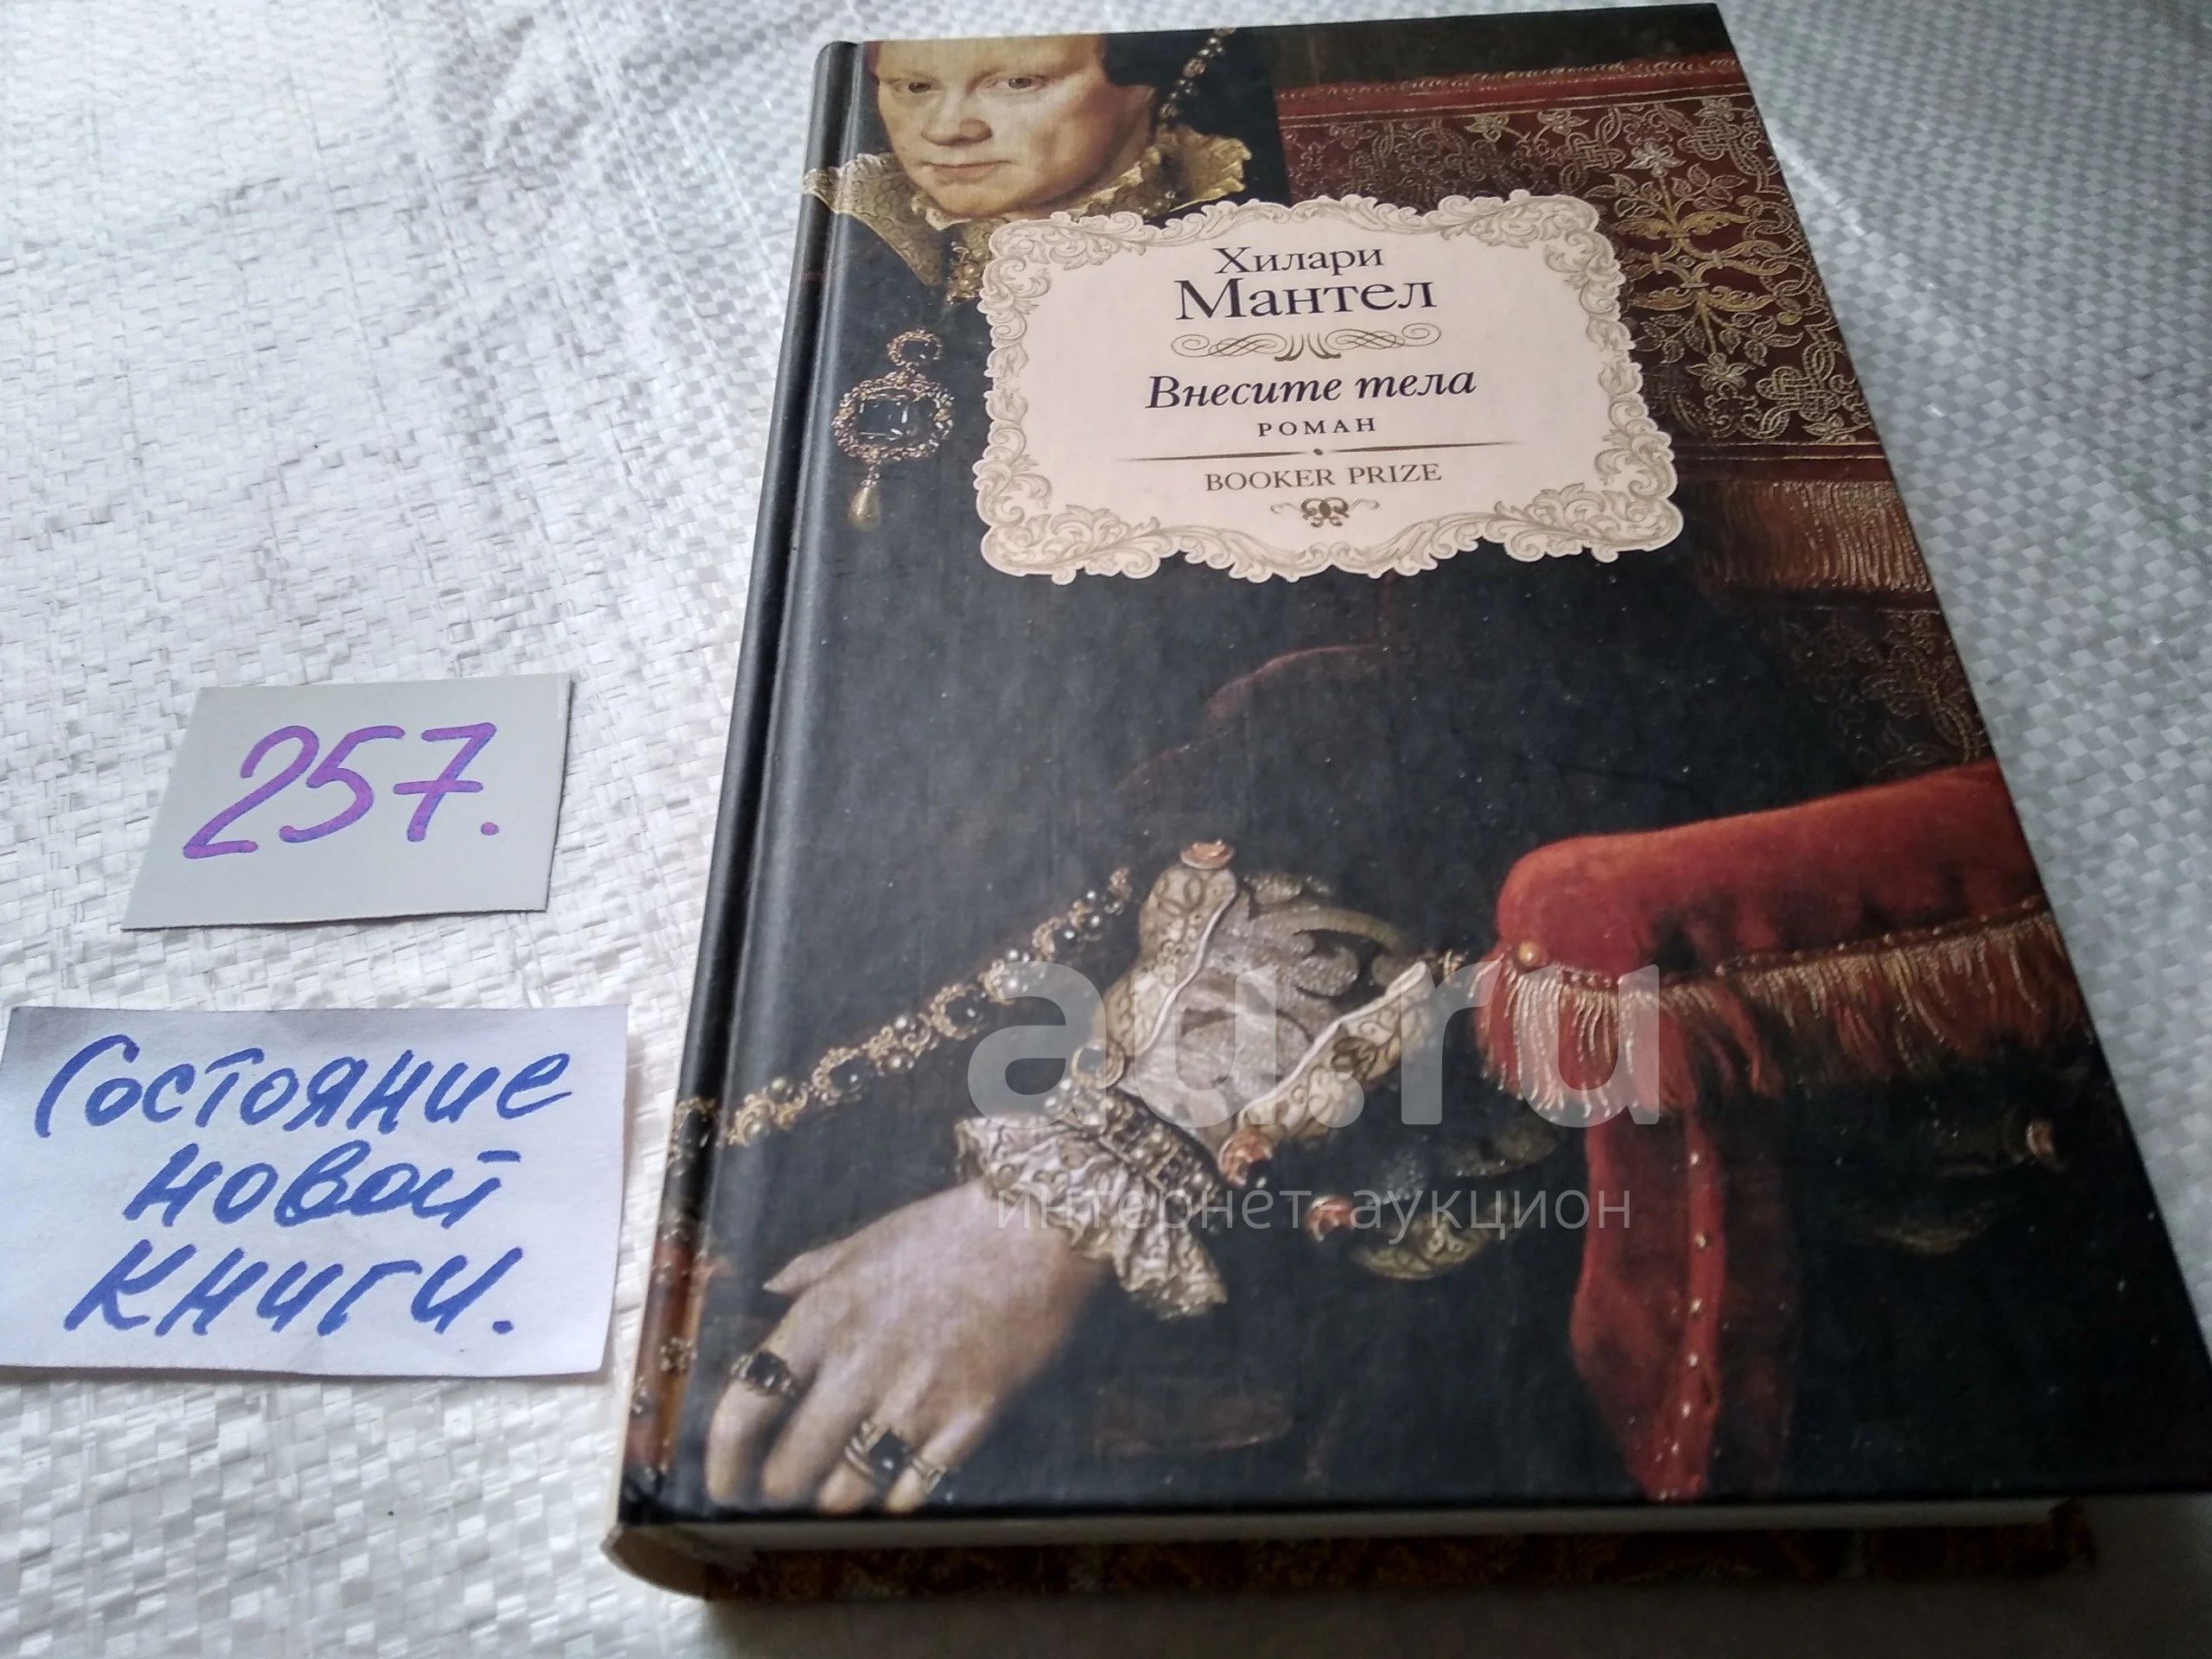 Хилари
Мантел
Внесите тела
РОМАН
BOOKER PRIZE
257.
Состояние
новой
книги.
au.ru
интернет-аукцион